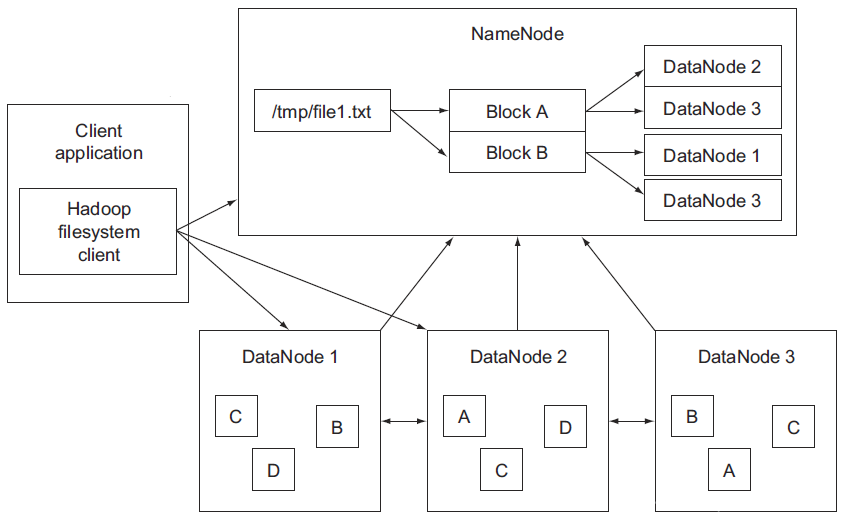 NameNode
/tmp/file1.txt
Block A
Block B
DataNode 2
DataNode 3
DataNode 1
DataNode 3
Client
application
Hadoop
filesystem
client
DataNode 1
C
B
D
DataNode 2
A
D
C
DataNode 3
B
C
A